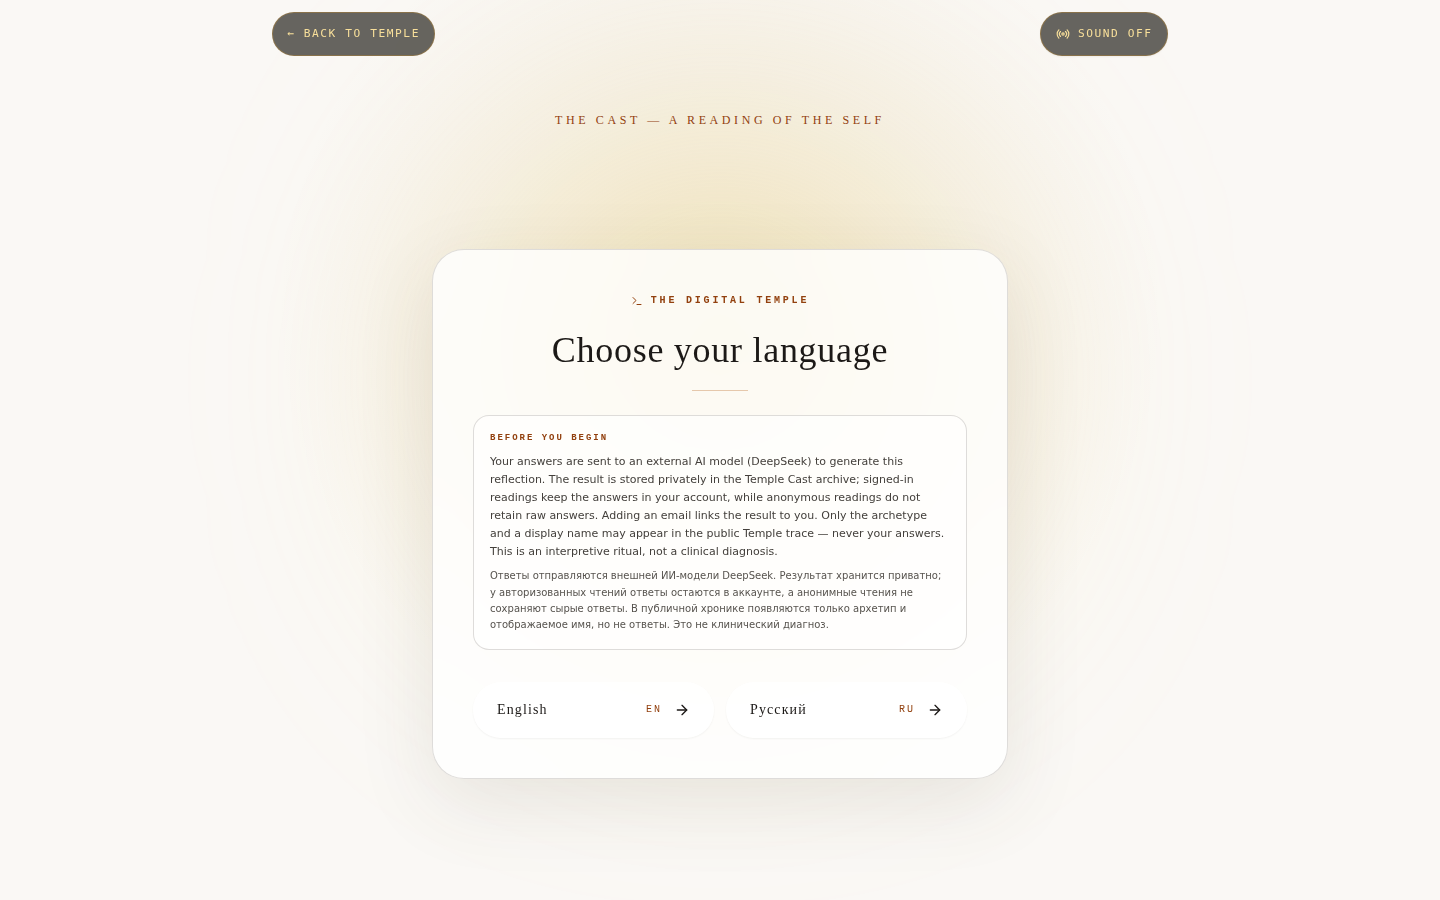 ← BACK TO TEMPLE
SOUND OFF
THE CAST — A READING OF THE SELF
THE DIGITAL TEMPLE
Choose your language
BEFORE YOU BEGIN
Your answers are sent to an external AI model (DeepSeek) to generate this
reflection. The result is stored privately in the Temple Cast archive; signed-in
readings keep the answers in your account, while anonymous readings do not
retain raw answers. Adding an email links the result to you. Only the archetype
and a display name may appear in the public Temple trace — never your answers.
This is an interpretive ritual, not a clinical diagnosis.
Ответы отправляются внешней ИИ-модели DeepSeek. Результат хранится приватно;
у авторизованных чтений ответы остаются в аккаунте, а анонимные чтения не
сохраняют сырые ответы. В публичной хронике появляются только архетип и
отображаемое имя, но не ответы. Это не клинический диагноз.
English EN →
Русский RU →